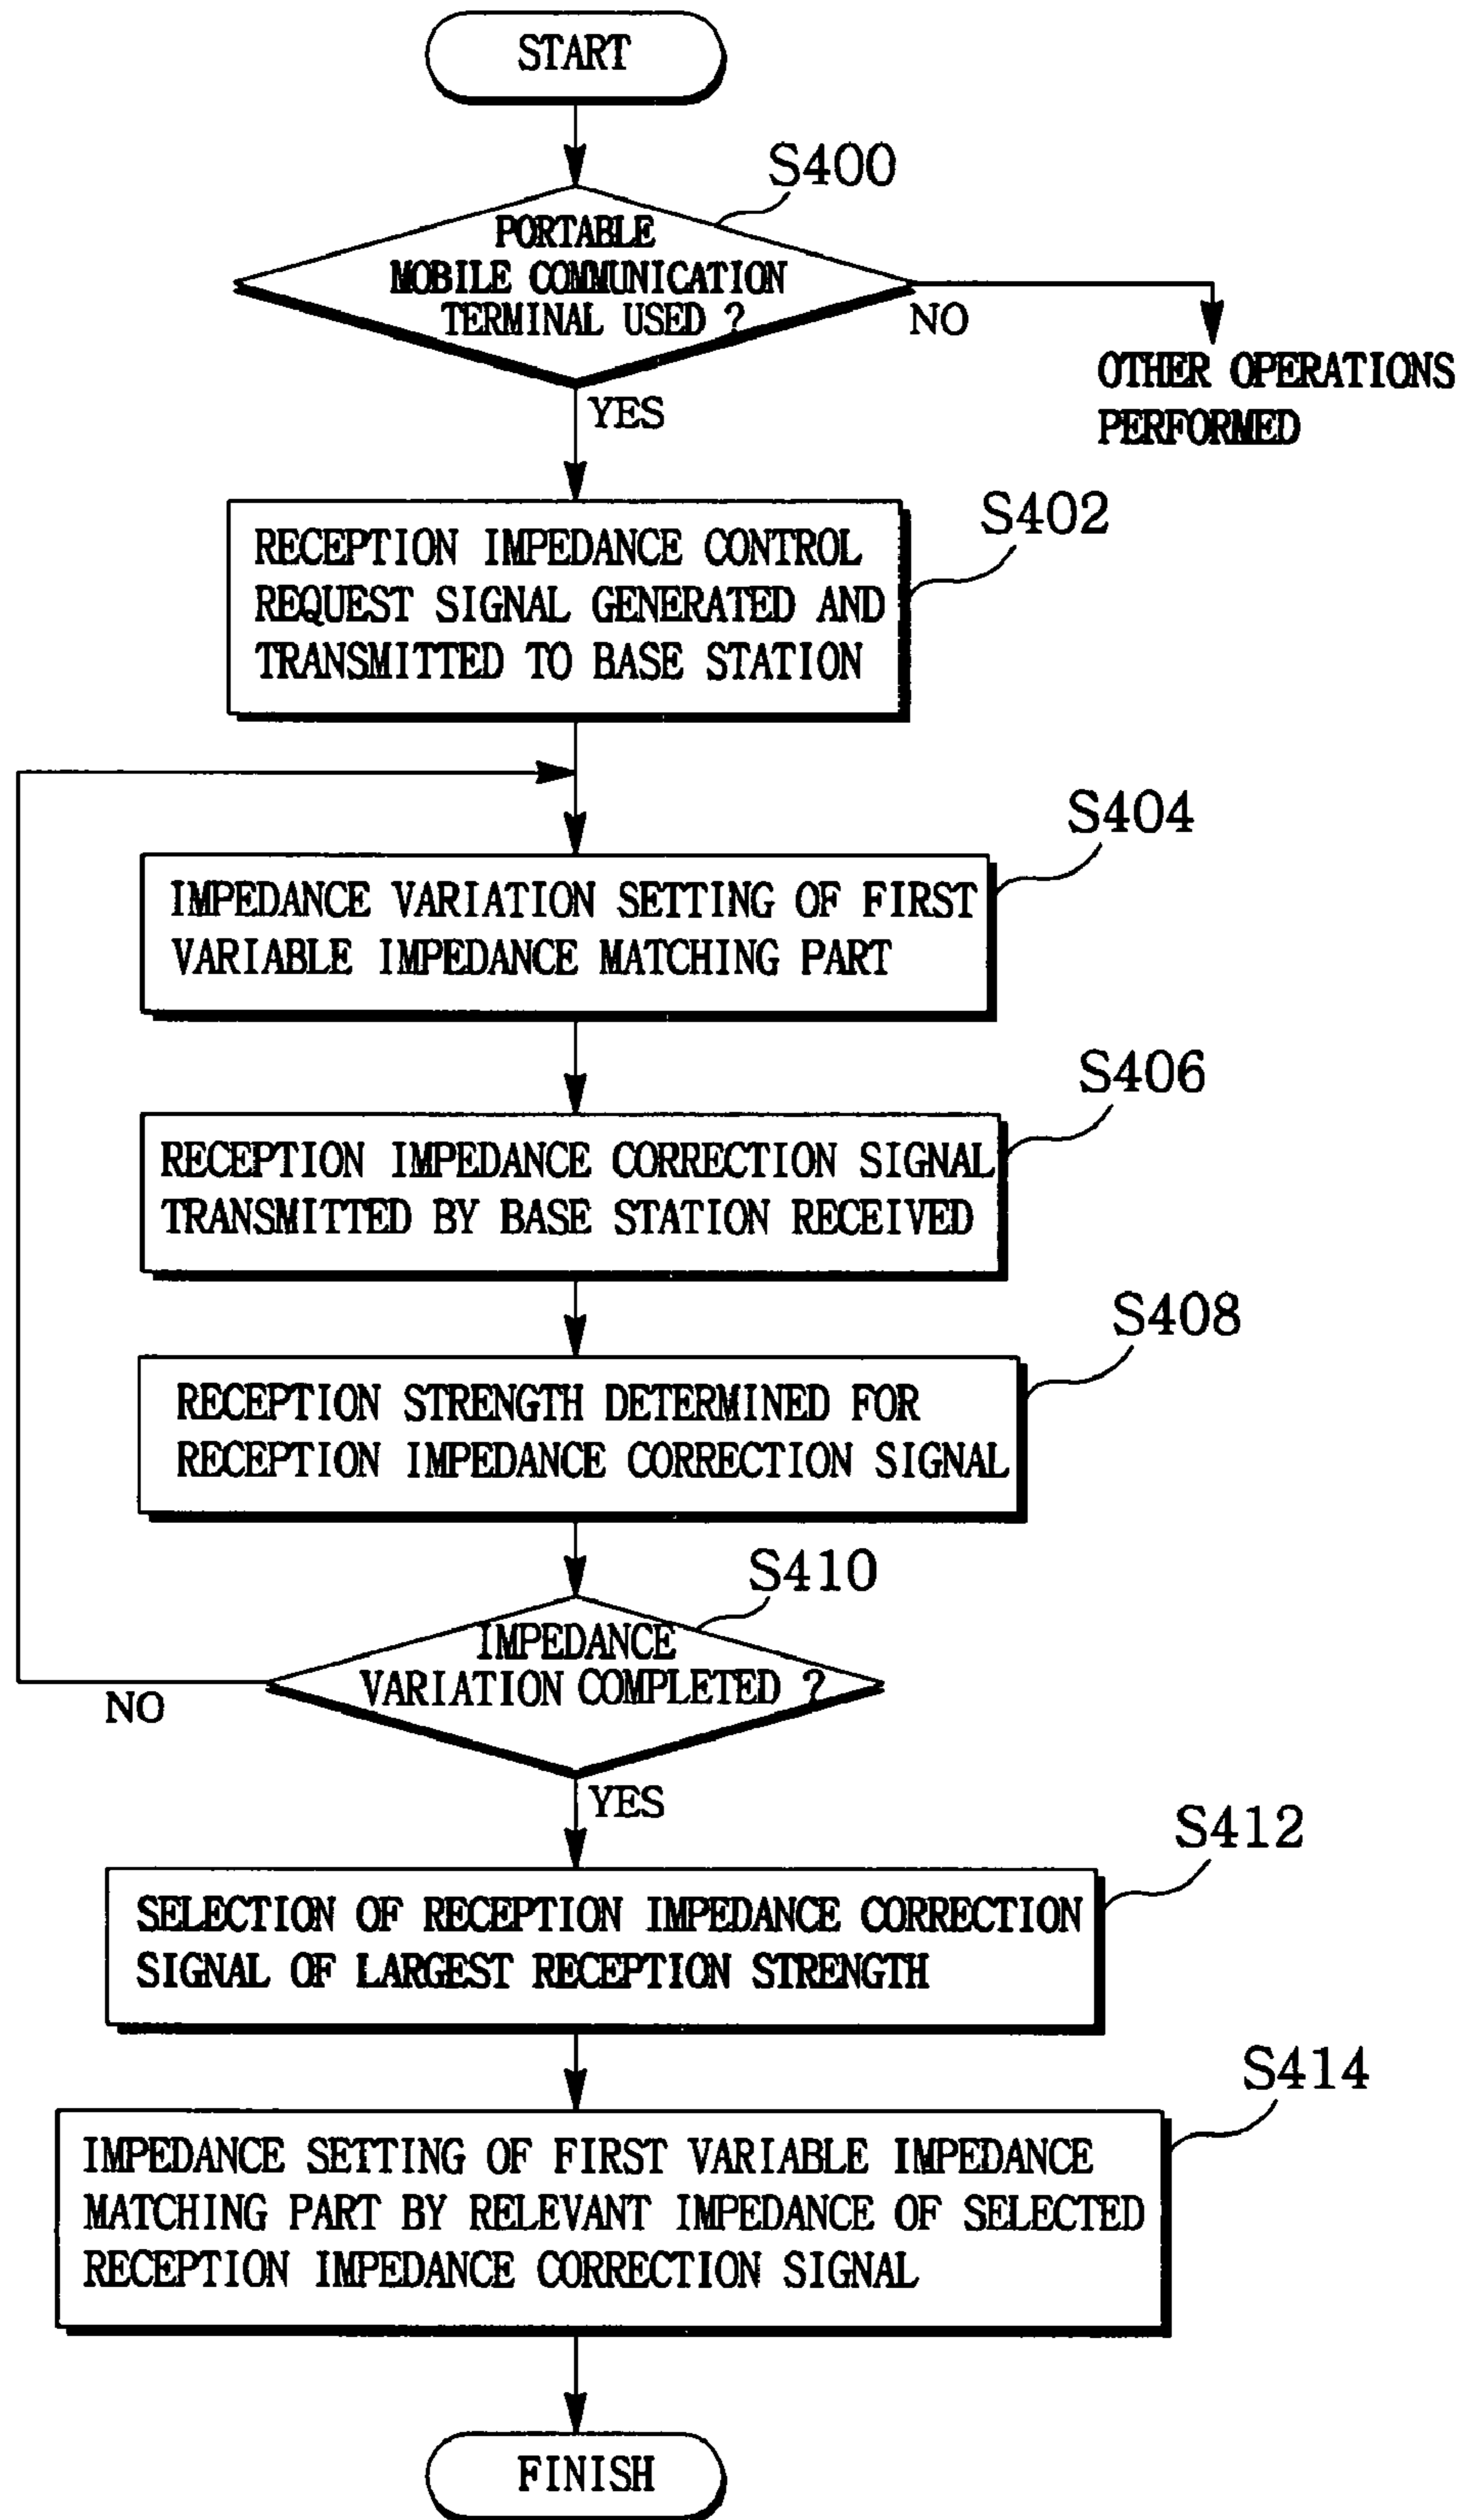 START
S400
PORTABLE
MOBILE COMMUNICATION
TERMINAL USED ?
NO
OTHER OPERATIONS
PERFORMED
YES
S402
RECEPTION IMPEDANCE CONTROL
REQUEST SIGNAL GENERATED AND
TRANSMITTED TO BASE STATION
S404
IMPEDANCE VARIATION SETTING OF FIRST
VARIABLE IMPEDANCE MATCHING PART
S406
RECEPTION IMPEDANCE CORRECTION SIGNAL
TRANSMITTED BY BASE STATION RECEIVED
S408
RECEPTION STRENGTH DETERMINED FOR
RECEPTION IMPEDANCE CORRECTION SIGNAL
S410
IMPEDANCE
VARIATION COMPLETED ?
NO
YES
S412
SELECTION OF RECEPTION IMPEDANCE CORRECTION
SIGNAL OF LARGEST RECEPTION STRENGTH
S414
IMPEDANCE SETTING OF FIRST VARIABLE IMPEDANCE
MATCHING PART BY RELEVANT IMPEDANCE OF SELECTED
RECEPTION IMPEDANCE CORRECTION SIGNAL
FINISH